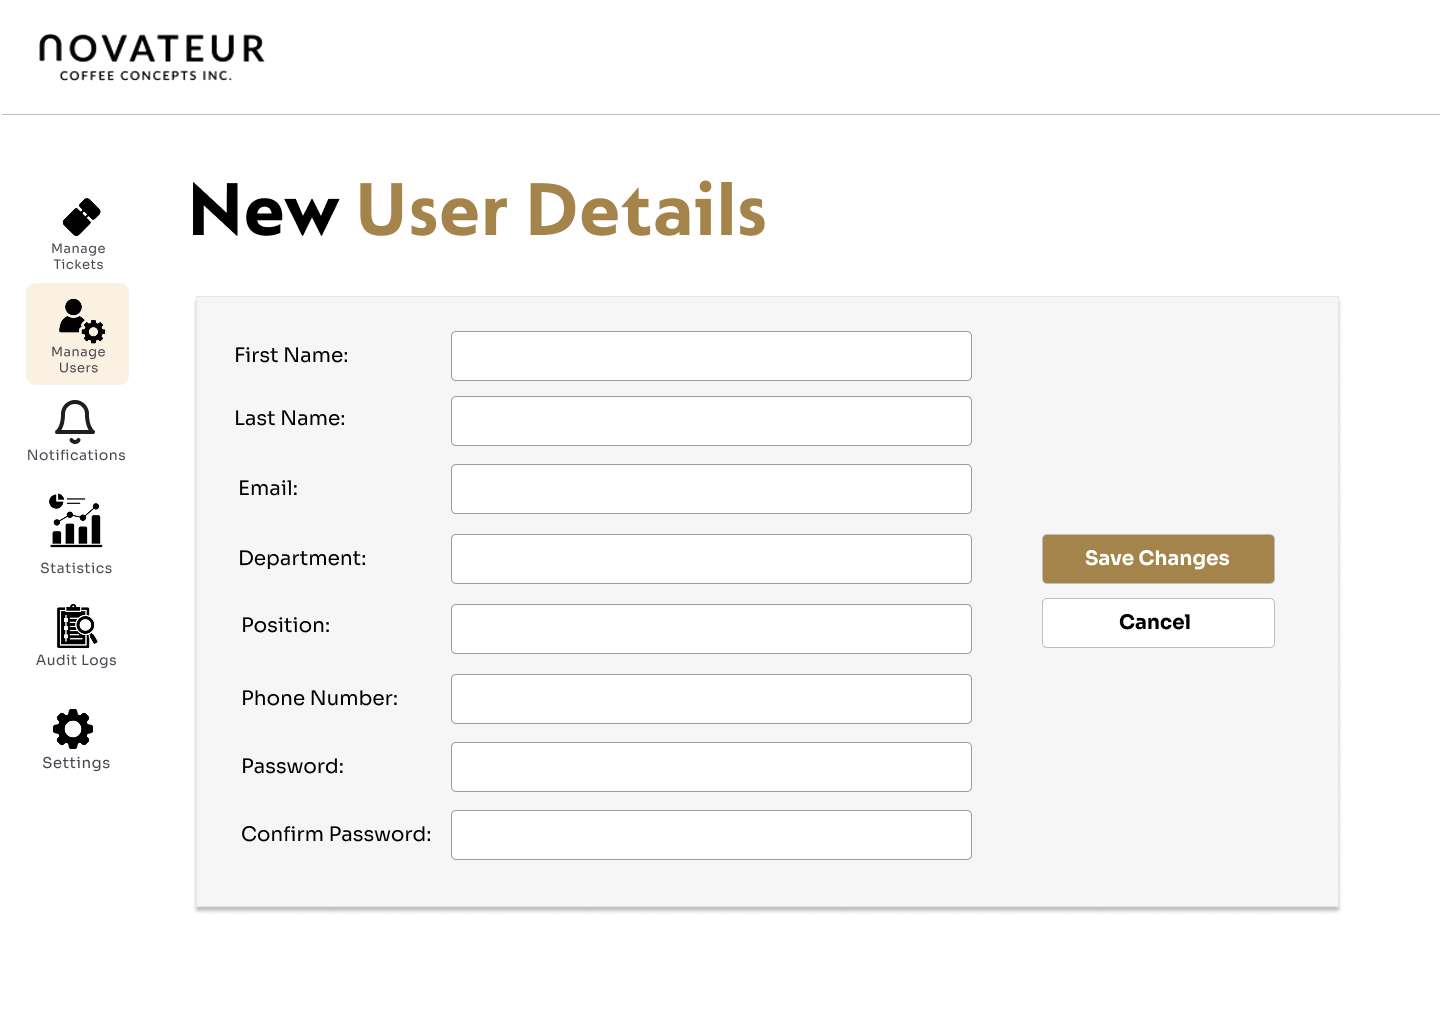 NOVATEUR
COFFEE CONCEPTS INC.
New User Details
Manage
Tickets
Manage
Users
Notifications
Statistics
Audit Logs
Settings
First Name:
Last Name:
Email:
Department:
Position:
Phone Number:
Password:
Confirm Password:
Save Changes
Cancel